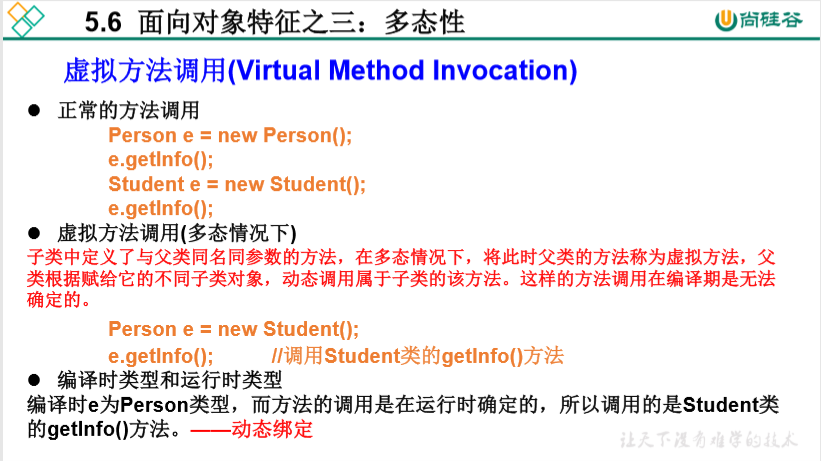 5.6 面向对象特征之三：多态性
尚硅谷
虚拟方法调用(Virtual Method Invocation)
● 正常的方法调用
Person e = new Person();
e.getInfo();
Student e = new Student();
e.getInfo();
● 虚拟方法调用(多态情况下)
子类中定义了与父类同名同参数的方法，在多态情况下，将此时父类的方法称为虚拟方法，父
类根据赋给它的不同子类对象，动态调用属于子类的该方法。这样的方法调用在编译期是无法
确定的。
Person e = new Student();
e.getInfo(); //调用Student类的getInfo()方法
● 编译时类型和运行时类型
编译时e为Person类型，而方法的调用是在运行时确定的，所以调用的是Student类
的getInfo()方法。——动态绑定
让天下没有难学的技术